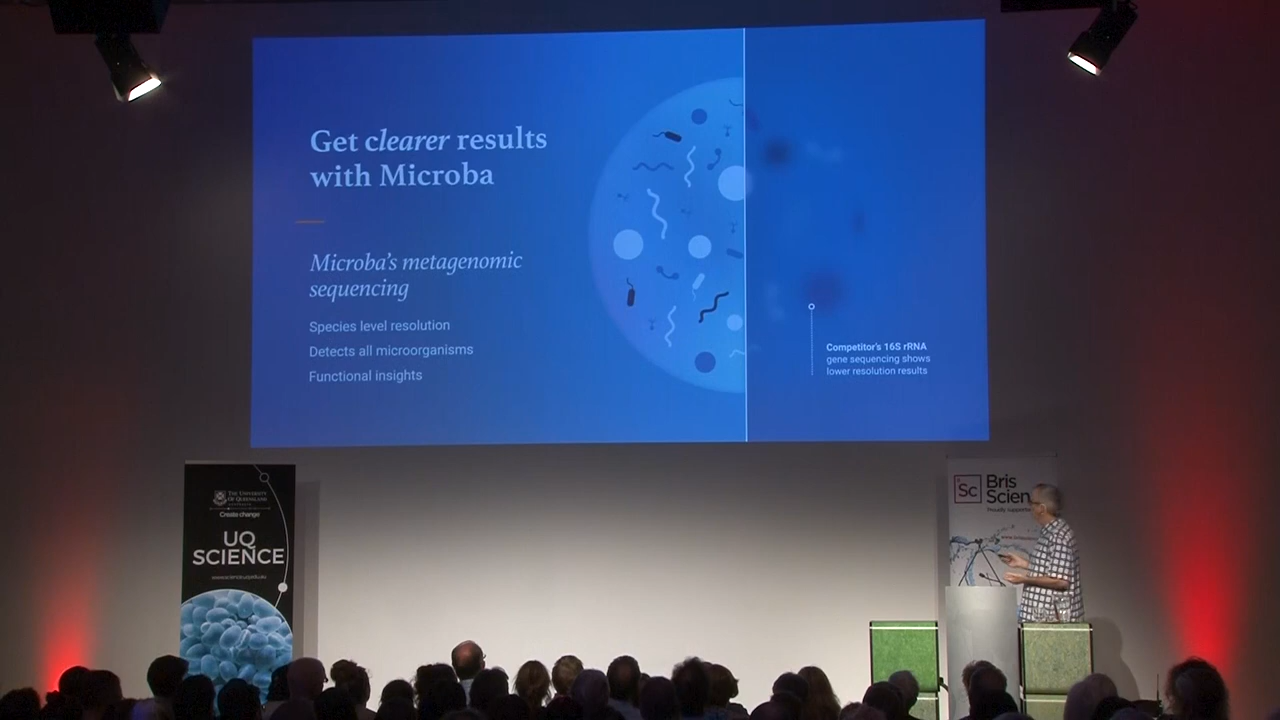 Get clearer results
with Microba
Microba's metagenomic
sequencing
Species level resolution
Detects all microorganisms
Functional insights
Competitor's 16S rRNA
gene sequencing shows
lower resolution results
THE UNIVERSITY
OF QUEENSLAND
Create change
UQ
SCIENCE
Sc
Bris
Scien
Proudly